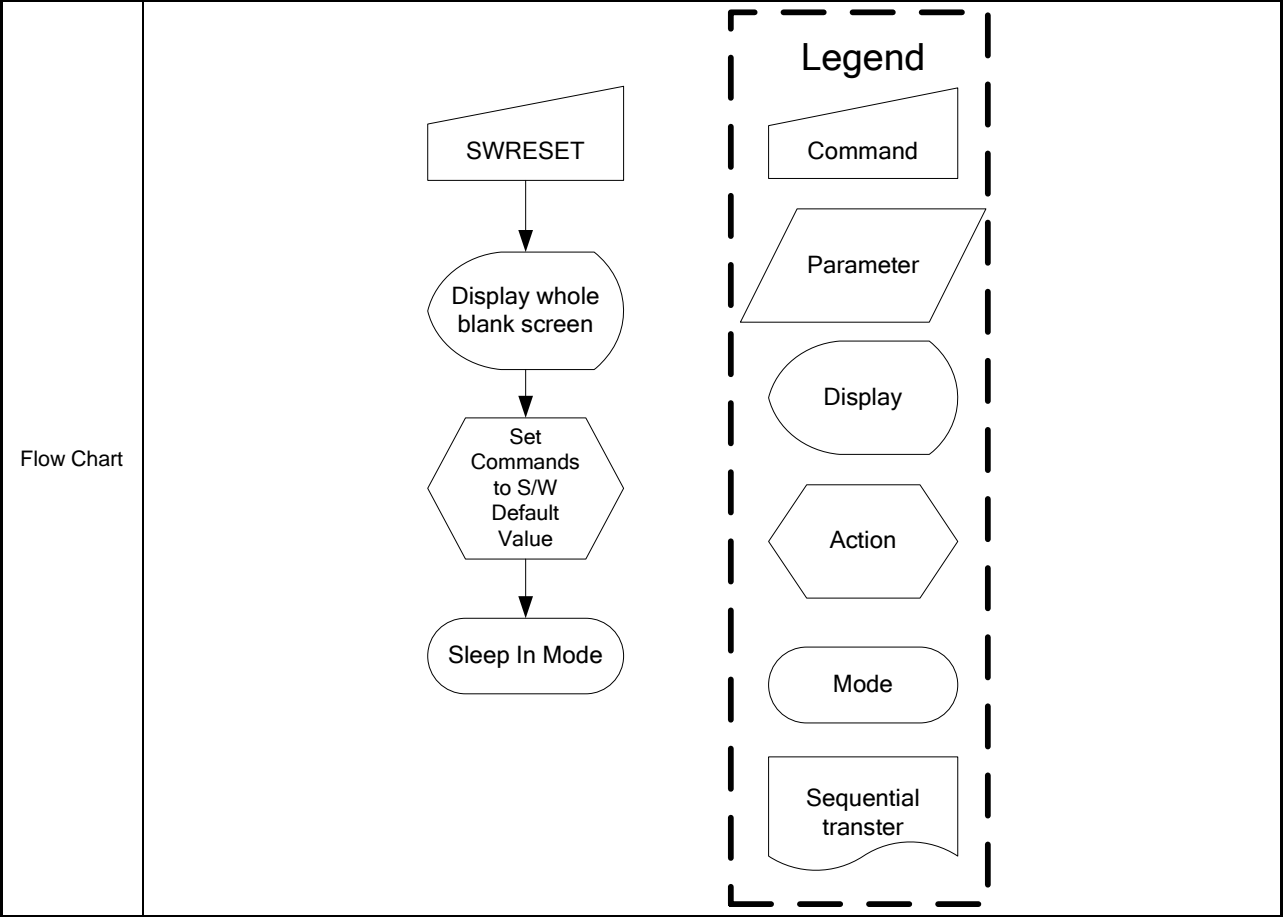 Flow Chart
SWRESET
Display whole
blank screen
Set
Commands
to S/W
Default
Value
Sleep In Mode
Legend
Command
Parameter
Display
Action
Mode
Sequential
transter